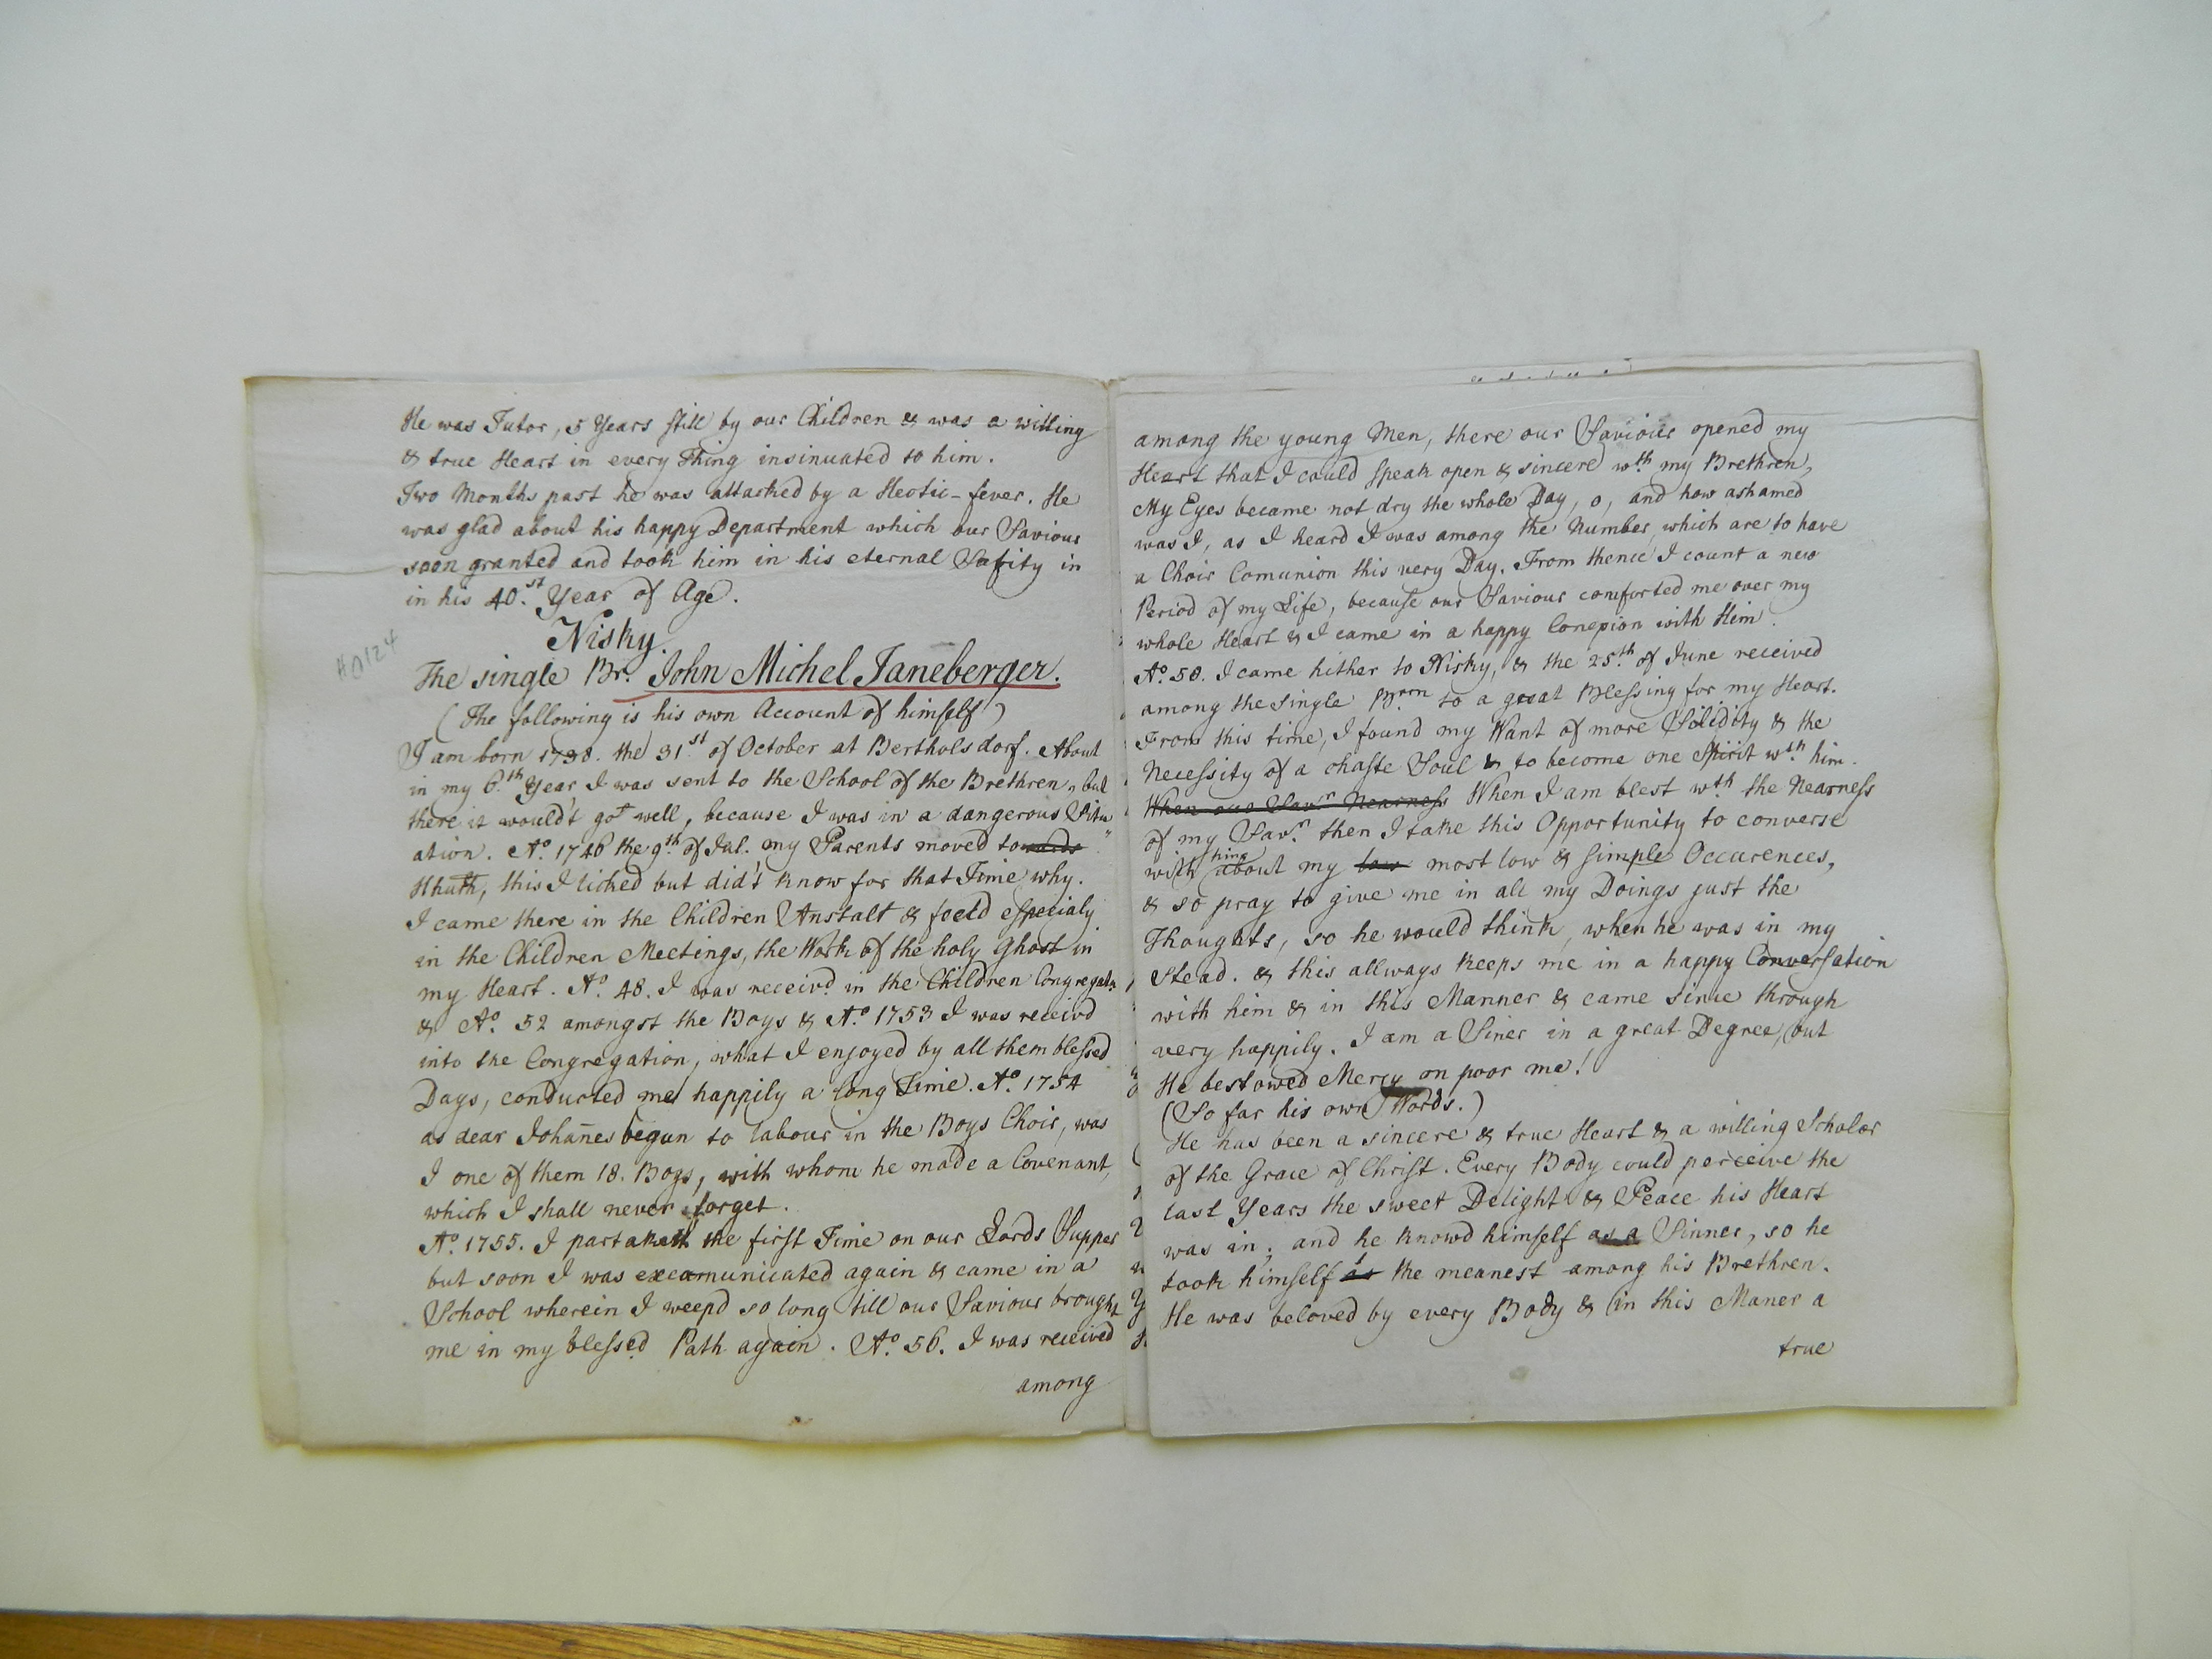 He was Tutor, 5 Years still by our Children & was a willing
& true Heart in every Thing insinuated to him.
Two Months past he was attacked by a Hectic-fever. He
was glad about his happy Department which our Saviour
soon granted and took him in his eternal Safity in
in his 40.st Year of Age.
Nisky.
The single Br. John Michel Janeberger.
(The following is his own Account of himself)
I am born 1738. the 31st of October at Bertholsdorf. About
in my 6.th Year I was sent to the School of the Brethren, but
there it would't got well, because I was in a dangerous Situ"
ation. Ao. 1746 the 9th of Jul. my Parents moved towards
Hhuth, this I licked but did't know for that Time why.
I came there in the Children Anstalt & feeld especialy
in the Children Meetings, the Work of the holy Ghost in
my Heart. Ao. 48. I was receivd in the Children Congregatn
& Ao. 52 amongst the Boys & Ao. 1753 I was receivd
into the Congregation, what I enjoyed by all them blessed
Days, conducted me happily a long Time. Ao. 1754
as dear Johañes begun to labour in the Boys Choir, was
I one of them 18. Boys, with whom he made a Covenant,
which I shall never forget.
Ao. 1755. I partaket the first Time on our Lords Supper
but soon I was excomunicated again & came in a
School wherein I weepd so long till our Saviour brought
me in my blessed Path again. Ao. 56. I was received
among
40124
among the young Men, there our Saviour opened my
Heart that I could speak open & sincere wth my Brethren,
My Eyes became not dry the whole Day, o, and how ashamed
was I, as I heard I was among the Number, which are to have
a Choir Comunion this very Day. From thence I count a new
Period of my Life, because our Saviour comforted me over my
whole Heart & I came in a happy Conexion with Him.
Ao. 58. I came hither to Nisky, & the 25th of June received
among the single Brn to a great Blessing for my Heart.
From this time, I found my Want of more Solidity & the
Necessity of a chaste Soul & to become one Spirit wth him.
When our Savr Nearness When I am blest wth the Nearness
of my Savr. then I take this Opportunity to converse
with him about my low most low & simple Occurences,
& so pray to give me in all my Doings just the
Thoughts, so he would think, when he was in my
stead. & this allways keeps me in a happy Conversation
with him & in this Manner & came since through
very happily. I am a Siner in a great Degree, but
He bestowed Mercy on poor me!
(So far his own Words.)
He has been a sincere & true Heart & a willing Scholar
of the Grace of Christ. Every Body could perceive the
last Years the sweet Delight & Peace his Heart
was in; and he knowd himself as a Sinner, so he
took himself as the meanest among his Brethren.
He was beloved by every Body & in this Maner a
true